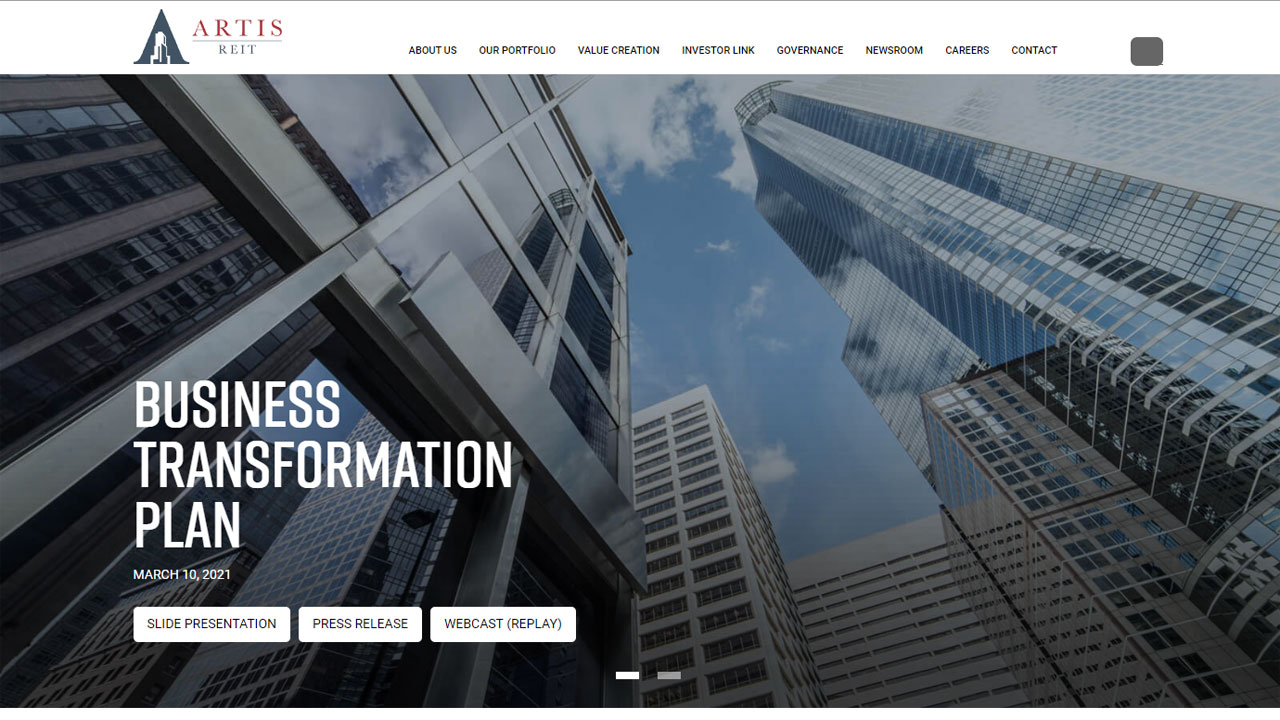 ARTIS
REIT
ABOUT US OUR PORTFOLIO VALUE CREATION INVESTOR LINK GOVERNANCE NEWSROOM CAREERS CONTACT
BUSINESS
TRANSFORMATION
PLAN
MARCH 10, 2021
SLIDE PRESENTATION PRESS RELEASE WEBCAST (REPLAY)